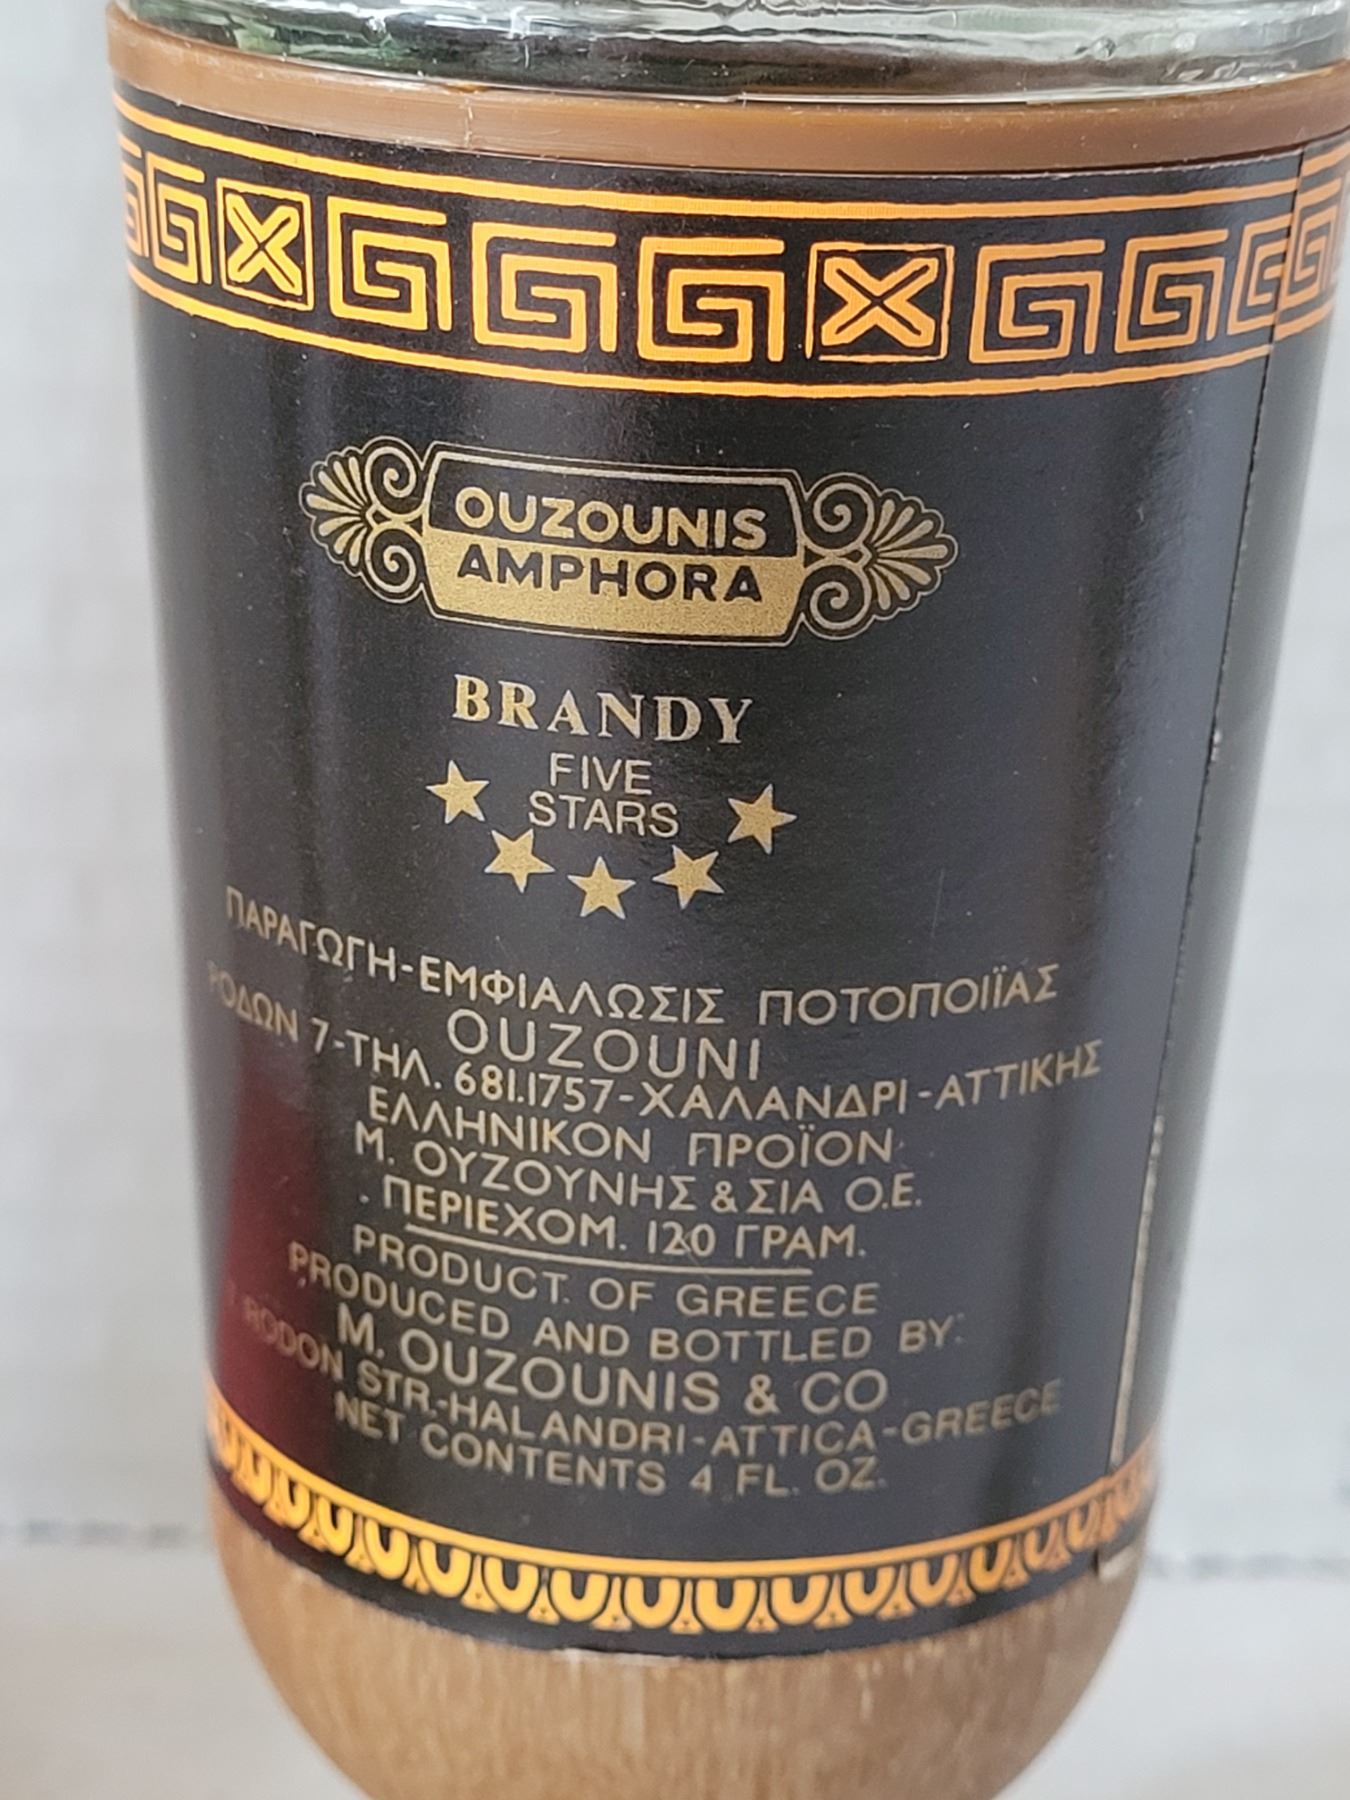 OUZOUNIS
AMPHORA
BRANDY
FIVE
STARS
ΠΑΡΑΓΩΓΗ-ΕΜΦΙΑΛΩΣΙΣ ΠΟΤΟΠΟΙΪΑΣ
OUZOUNI
ΡΟΔΩΝ 7-ΤΗΛ. 681.1757-ΧΑΛΑΝΔΡΙ-ΑΤΤΙΚΗΣ
ΕΛΛΗΝΙΚΟΝ ΠΡΟΪΟΝ
Μ. ΟΥΖΟΥΝΗΣ & ΣΙΑ Ο.Ε.
ΠΕΡΙΕΧΟΜ. 120 ΓΡΑΜ.
PRODUCT OF GREECE
PRODUCED AND BOTTLED BY:
M. OUZOUNIS & CO
RODON STR.-HALANDRI-ATTICA-GREECE
NET CONTENTS 4 FL. OZ.